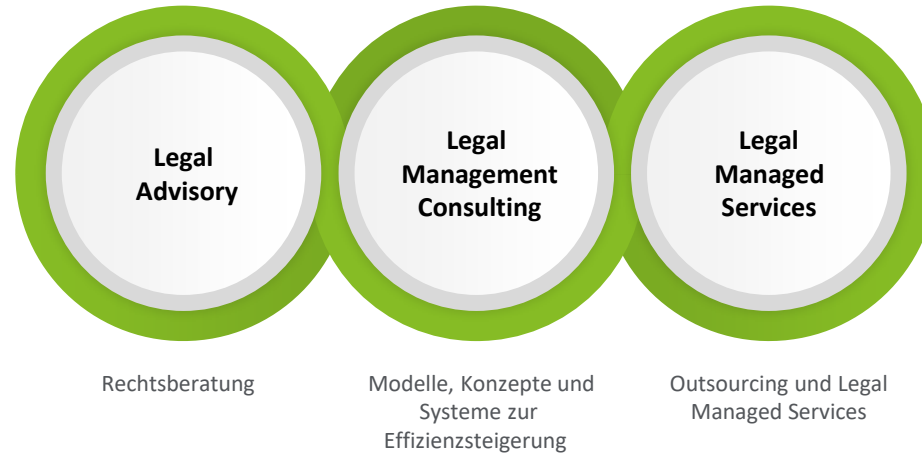 Legal
Advisory
Legal
Management
Consulting
Legal
Managed
Services
Rechtsberatung
Modelle, Konzepte und
Systeme zur
Effizienzsteigerung
Outsourcing und Legal
Managed Services